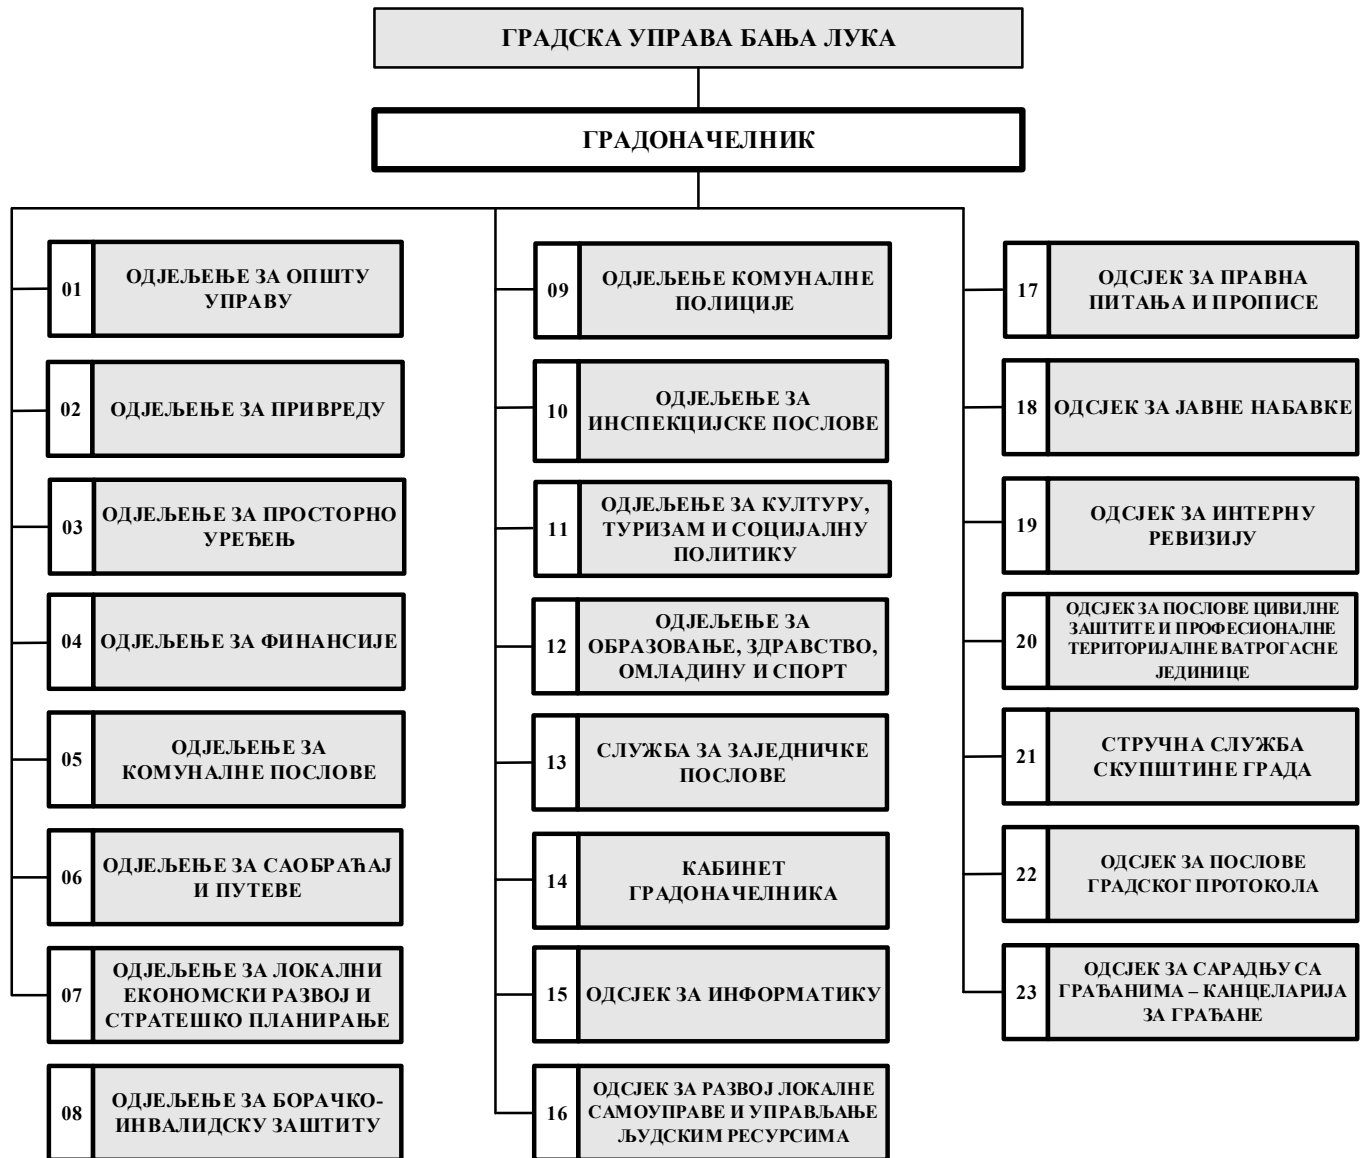 ГРАДСКА УПРАВА БАЊА ЛУКА
ГРАДОНАЧЕЛНИК
01
ОДЈЕЉЕЊЕ ЗА ОПШТУ
УПРАВУ
02
ОДЈЕЉЕЊЕ ЗА ПРИВРЕДУ
03
ОДЈЕЉЕЊЕ ЗА ПРОСТОРНО
УРЕЂЕЊ
04
ОДЈЕЉЕЊЕ ЗА ФИНАНСИЈЕ
05
ОДЈЕЉЕЊЕ ЗА
КОМУНАЛНЕ ПОСЛОВЕ
06
ОДЈЕЉЕЊЕ ЗА САОБРАЋАЈ
И ПУТЕВЕ
07
ОДЈЕЉЕЊЕ ЗА ЛОКАЛНИ
ЕКОНОМСКИ РАЗВОЈ И
СТРАТЕШКО ПЛАНИРАЊЕ
08
ОДЈЕЉЕЊЕ ЗА БОРАЧКО-
ИНВАЛИДСКУ ЗАШТИТУ
09
ОДЈЕЉЕЊЕ КОМУНАЛНЕ
ПОЛИЦИЈЕ
10
ОДЈЕЉЕЊЕ ЗА
ИНСПЕКЦИЈСКЕ ПОСЛОВЕ
11
ОДЈЕЉЕЊЕ ЗА КУЛТУРУ,
ТУРИЗАМ И СОЦИЈАЛНУ
ПОЛИТИКУ
12
ОДЈЕЉЕЊЕ ЗА
ОБРАЗОВАЊЕ, ЗДРАВСТВО,
ОМЛАДИНУ И СПОРТ
13
СЛУЖБА ЗА ЗАЈЕДНИЧКЕ
ПОСЛОВЕ
14
КАБИНЕТ
ГРАДОНАЧЕЛНИКА
15
ОДСЈЕК ЗА ИНФОРМАТИКУ
16
ОДСЈЕК ЗА РАЗВОЈ ЛОКАЛНЕ
САМОУПРАВЕ И УПРАВЉАЊЕ
ЉУДСКИМ РЕСУРСИМА
17
ОДСЈЕК ЗА ПРАВНА
ПИТАЊА И ПРОПИСЕ
18
ОДСЈЕК ЗА ЈАВНЕ НАБАВКЕ
19
ОДСЈЕК ЗА ИНТЕРНУ
РЕВИЗИЈУ
20
ОДСЈЕК ЗА ПОСЛОВЕ ЦИВИЛНЕ
ЗАШТИТЕ И ПРОФЕСИОНАЛНЕ
ТЕРИТОРИЈАЛНЕ ВАТРОГАСНЕ
ЈЕДИНИЦЕ
21
СТРУЧНА СЛУЖБА
СКУПШТИНЕ ГРАДА
22
ОДСЈЕК ЗА ПОСЛОВЕ
ГРАДСКОГ ПРОТОКОЛА
23
ОДСЈЕК ЗА САРАДЊУ СА
ГРАЂАНИМА – КАНЦЕЛАРИЈА
ЗА ГРАЂАНЕ